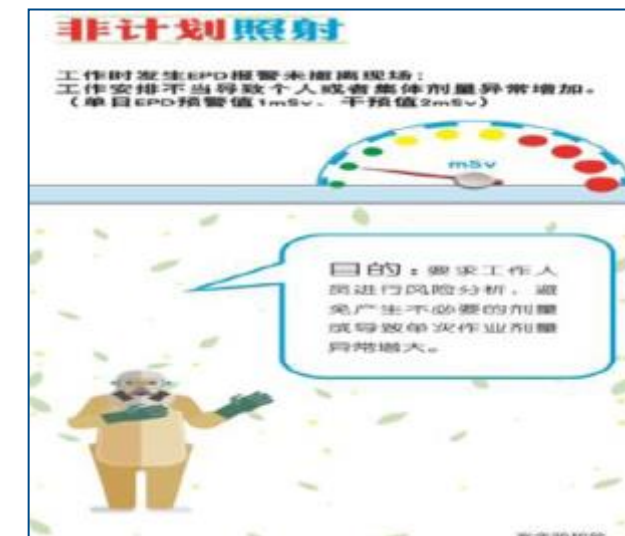 非计划照射
工作时发生EPD报警未撤离现场；
工作安排不当导致个人或者集体剂量异常增加。
（单日EPD预警值1mSv、干预值2mSv）
mSv
目的：要求工作人
员进行风险分析，避
免产生不必要的剂量
或导致单次作业剂量
异常增大。